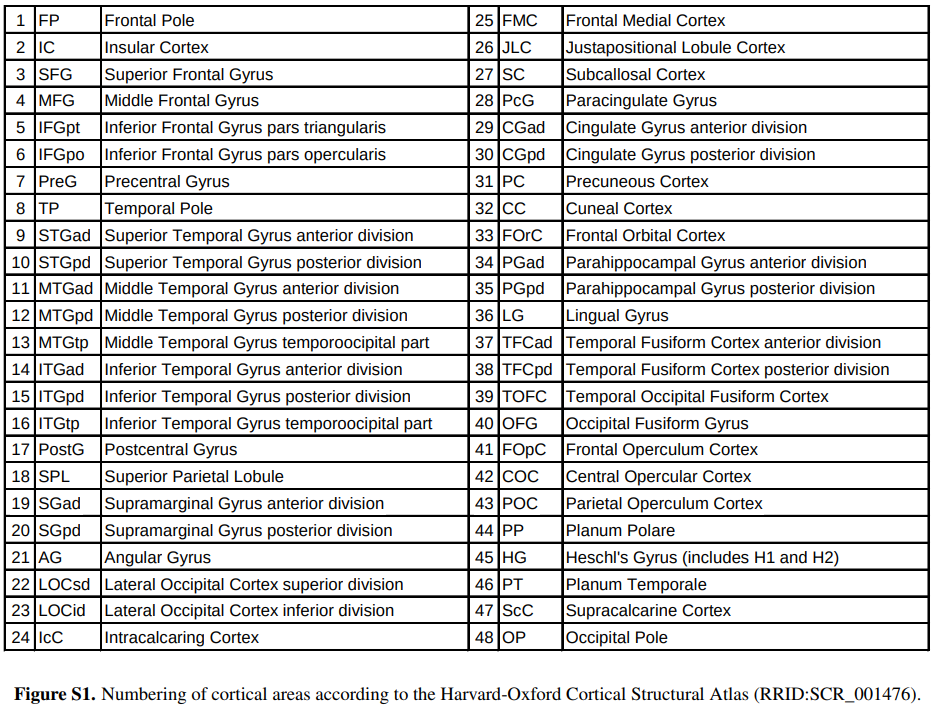 1 FP Frontal Pole 25 FMC Frontal Medial Cortex
2 IC Insular Cortex 26 JLC Justapositional Lobule Cortex
3 SFG Superior Frontal Gyrus 27 SC Subcallosal Cortex
4 MFG Middle Frontal Gyrus 28 PcG Paracingulate Gyrus
5 IFGpt Inferior Frontal Gyrus pars triangularis 29 CGad Cingulate Gyrus anterior division
6 IFGpo Inferior Frontal Gyrus pars opercularis 30 CGpd Cingulate Gyrus posterior division
7 PreG Precentral Gyrus 31 PC Precuneous Cortex
8 TP Temporal Pole 32 CC Cuneal Cortex
9 STGad Superior Temporal Gyrus anterior division 33 FOrC Frontal Orbital Cortex
10 STGpd Superior Temporal Gyrus posterior division 34 PGad Parahippocampal Gyrus anterior division
11 MTGad Middle Temporal Gyrus anterior division 35 PGpd Parahippocampal Gyrus posterior division
12 MTGpd Middle Temporal Gyrus posterior division 36 LG Lingual Gyrus
13 MTGtp Middle Temporal Gyrus temporoocipital part 37 TFCad Temporal Fusiform Cortex anterior division
14 ITGad Inferior Temporal Gyrus anterior division 38 TFCpd Temporal Fusiform Cortex posterior division
15 ITGpd Inferior Temporal Gyrus posterior division 39 TOFC Temporal Occipital Fusiform Cortex
16 ITGtp Inferior Temporal Gyrus temporoocipital part 40 OFG Occipital Fusiform Gyrus
17 PostG Postcentral Gyrus 41 FOpC Frontal Operculum Cortex
18 SPL Superior Parietal Lobule 42 COC Central Opercular Cortex
19 SGad Supramarginal Gyrus anterior division 43 POC Parietal Operculum Cortex
20 SGpd Supramarginal Gyrus posterior division 44 PP Planum Polare
21 AG Angular Gyrus 45 HG Heschl's Gyrus (includes H1 and H2)
22 LOCsd Lateral Occipital Cortex superior division 46 PT Planum Temporale
23 LOCid Lateral Occipital Cortex inferior division 47 ScC Supracalcarine Cortex
24 IcC Intracalcaring Cortex 48 OP Occipital Pole
Figure S1. Numbering of cortical areas according to the Harvard-Oxford Cortical Structural Atlas (RRID:SCR_001476).